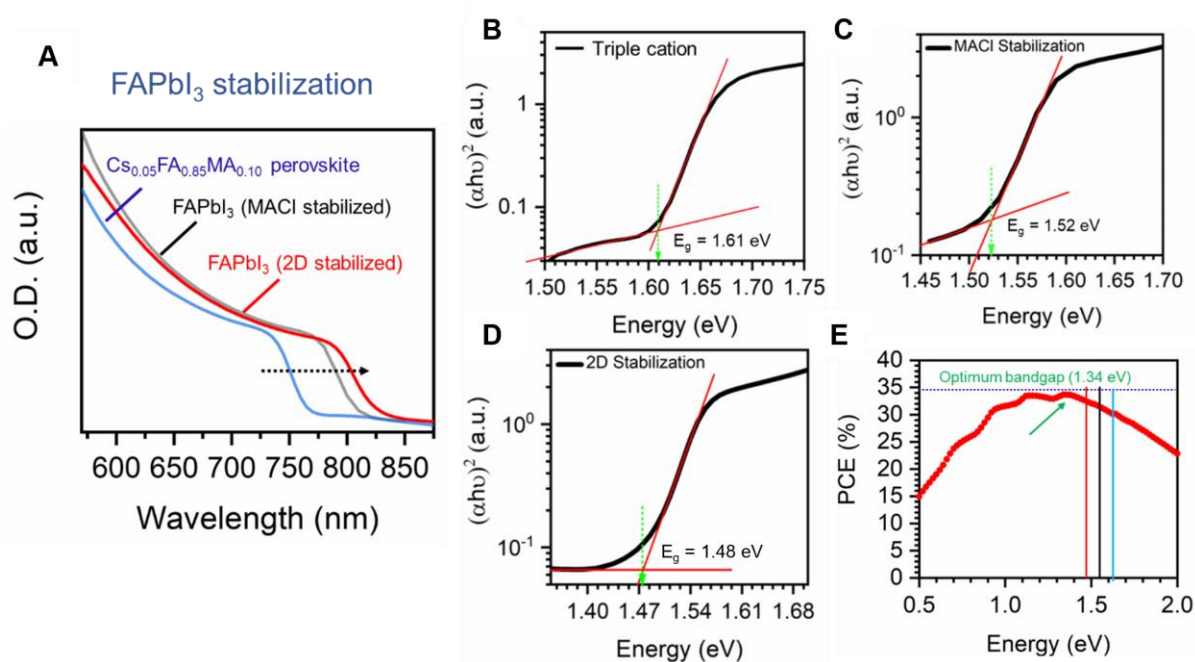 A
FAPbI₃ stabilization
Cs₀.₀₅FA₀.₈₅MA₀.₁₀ perovskite
FAPbI₃ (MACl stabilized)
FAPbI₃ (2D stabilized)
O.D. (a.u.)
600 650 700 750 800 850
Wavelength (nm)
B
Triple cation
(αhυ)² (a.u.)
1
0.1
E_g = 1.61 eV
1.50 1.55 1.60 1.65 1.70 1.75
Energy (eV)
C
MACl Stabilization
(αhυ)² (a.u.)
10⁰
10⁻¹
E_g = 1.52 eV
1.45 1.50 1.55 1.60 1.65 1.70
Energy (eV)
D
2D Stabilization
(αhυ)² (a.u.)
10⁰
10⁻¹
E_g = 1.48 eV
1.40 1.47 1.54 1.61 1.68
Energy (eV)
E
Optimum bandgap (1.34 eV)
PCE (%)
40
35
30
25
20
15
10
5
0
0.5 1.0 1.5 2.0
Energy (eV)